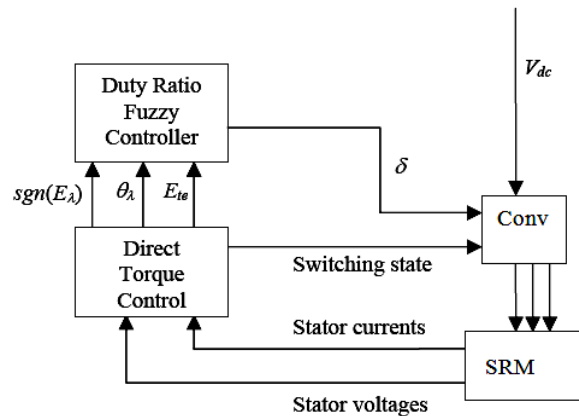 Duty Ratio
Fuzzy
Controller
V_dc
sgn(E_λ)
θ_λ
E_te
δ
Direct
Torque
Control
Switching state
Conv
Stator currents
SRM
Stator voltages